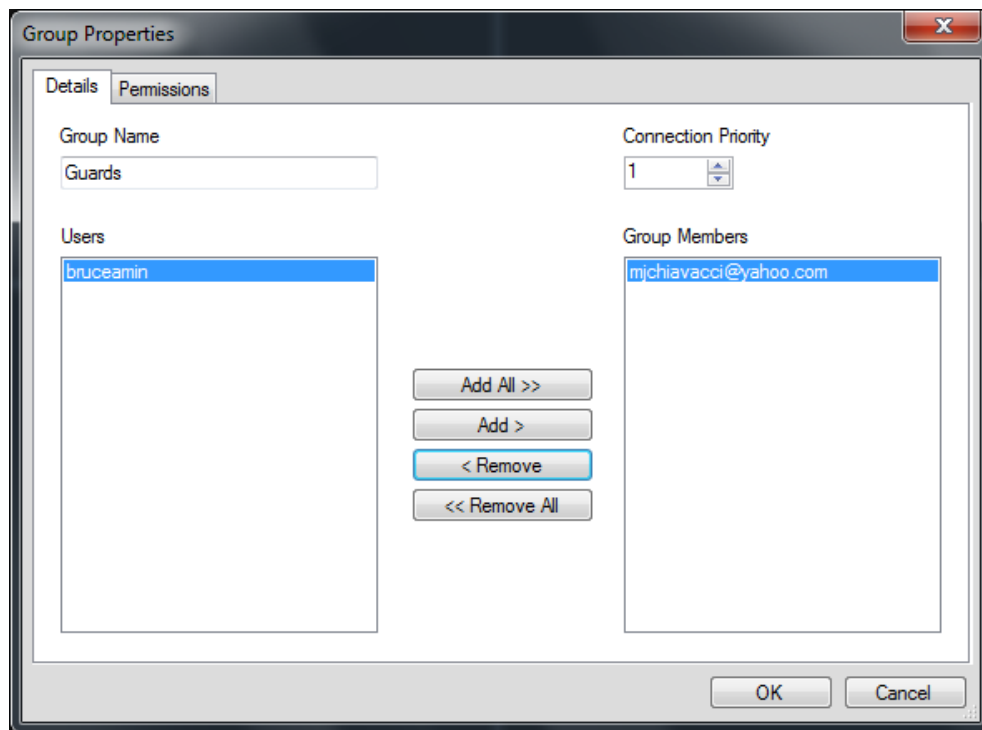 Group Properties
Details
Permissions
Group Name
Connection Priority
Guards
1
Users
Group Members
bruceamin
mjchiavacci@yahoo.com
Add All >>
Add >
< Remove
<< Remove All
OK
Cancel